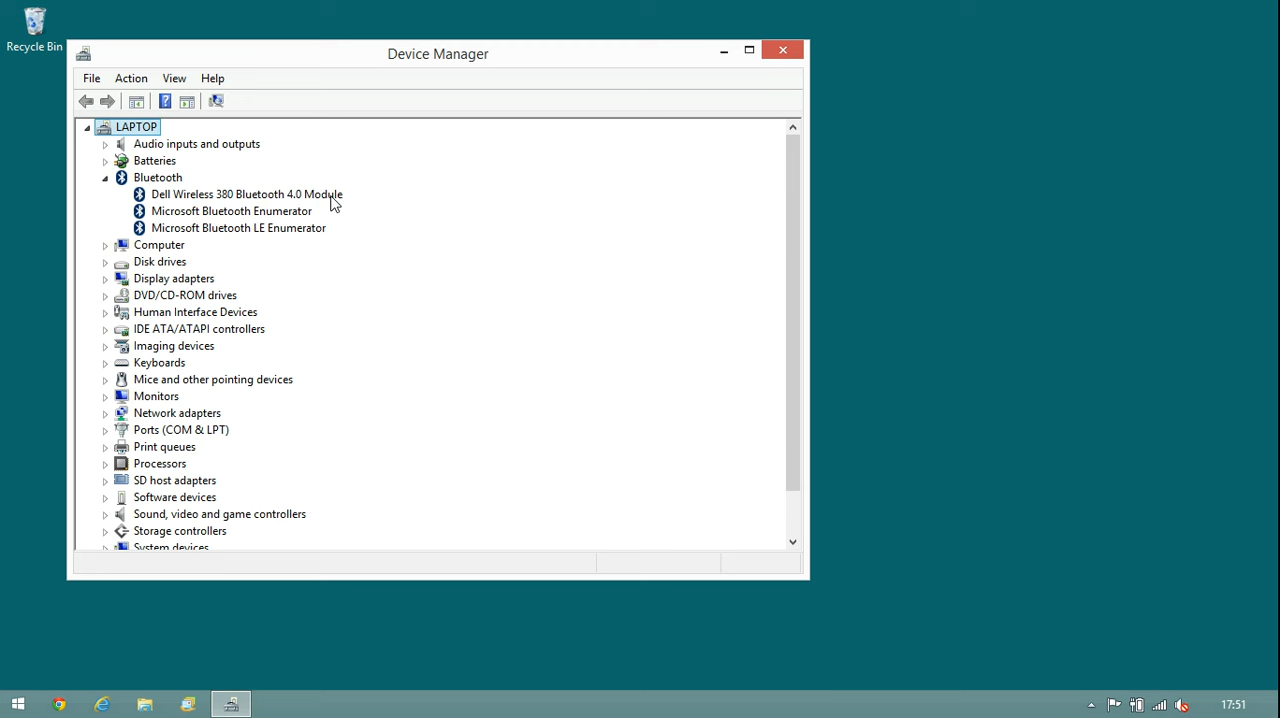 Recycle Bin
Device Manager
File Action View Help
LAPTOP
Audio inputs and outputs
Batteries
Bluetooth
Dell Wireless 380 Bluetooth 4.0 Module
Microsoft Bluetooth Enumerator
Microsoft Bluetooth LE Enumerator
Computer
Disk drives
Display adapters
DVD/CD-ROM drives
Human Interface Devices
IDE ATA/ATAPI controllers
Imaging devices
Keyboards
Mice and other pointing devices
Monitors
Network adapters
Ports (COM & LPT)
Print queues
Processors
SD host adapters
Software devices
Sound, video and game controllers
Storage controllers
System devices
17:51